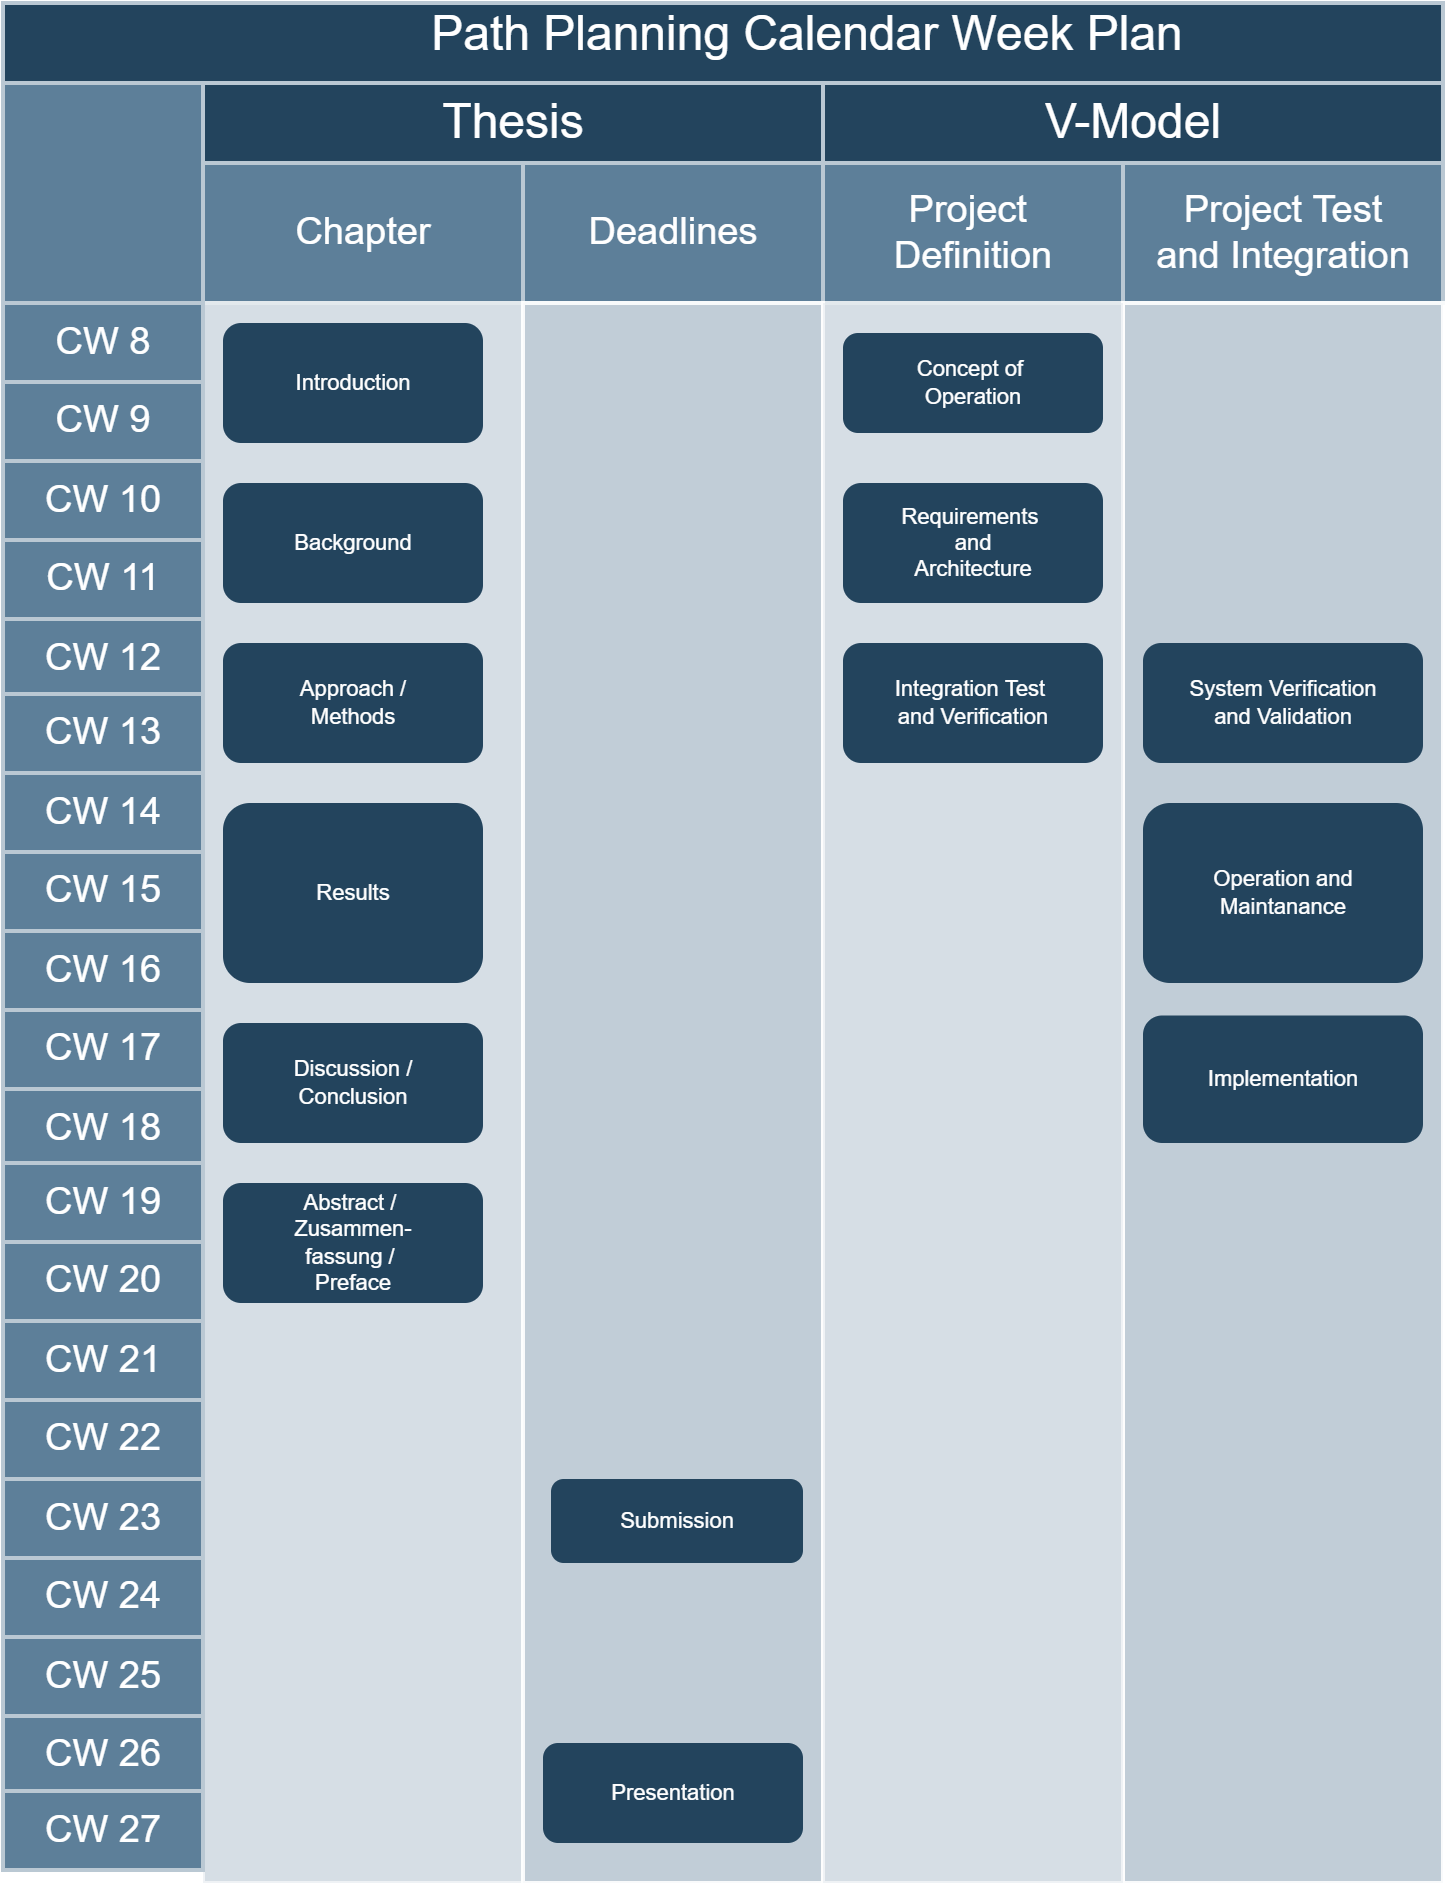 Path Planning Calendar Week Plan
Thesis
V-Model
Chapter
Deadlines
Project
Definition
Project Test
and Integration
CW 8
Introduction
Concept of
Operation
CW 9
CW 10
Background
Requirements
and
Architecture
CW 11
CW 12
Approach /
Methods
Integration Test
and Verification
System Verification
and Validation
CW 13
CW 14
CW 15
Results
Operation and
Maintanance
CW 16
CW 17
Discussion /
Conclusion
Implementation
CW 18
CW 19
Abstract /
Zusammen-
fassung /
Preface
CW 20
CW 21
CW 22
CW 23
Submission
CW 24
CW 25
CW 26
Presentation
CW 27